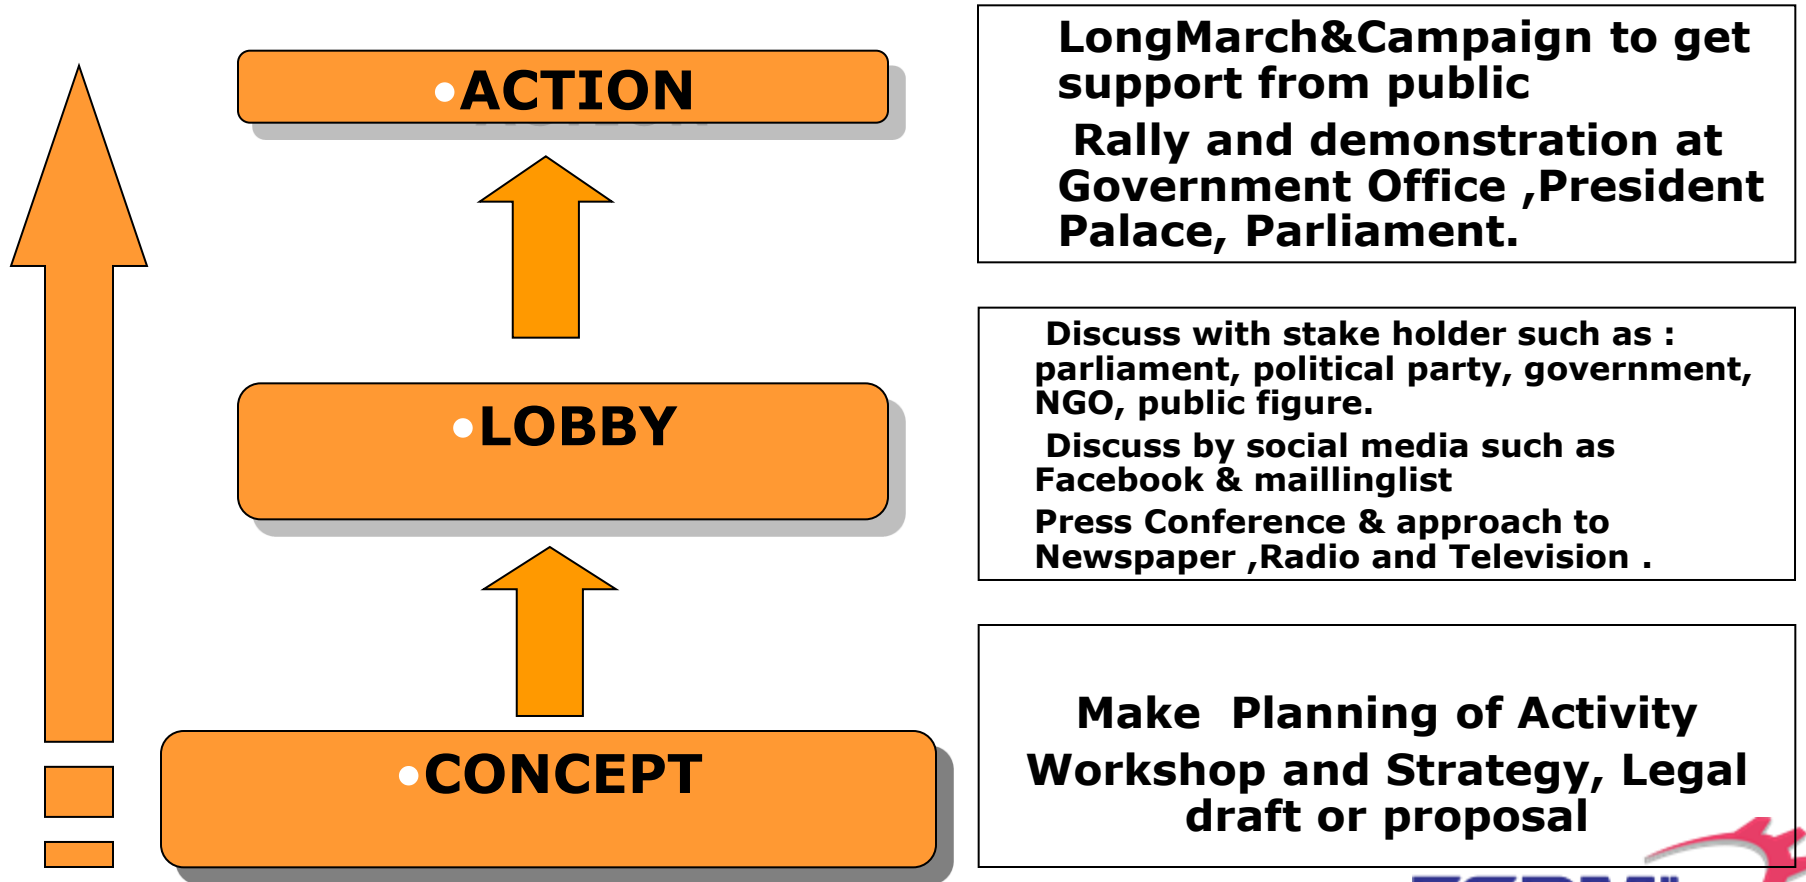 •ACTION
LongMarch&Campaign to get
support from public
Rally and demonstration at
Government Office ,President
Palace, Parliament.
•LOBBY
Discuss with stake holder such as :
parliament, political party, government,
NGO, public figure.
Discuss by social media such as
Facebook & maillinglist
Press Conference & approach to
Newspaper ,Radio and Television .
•CONCEPT
Make  Planning of Activity
Workshop and Strategy, Legal
draft or proposal